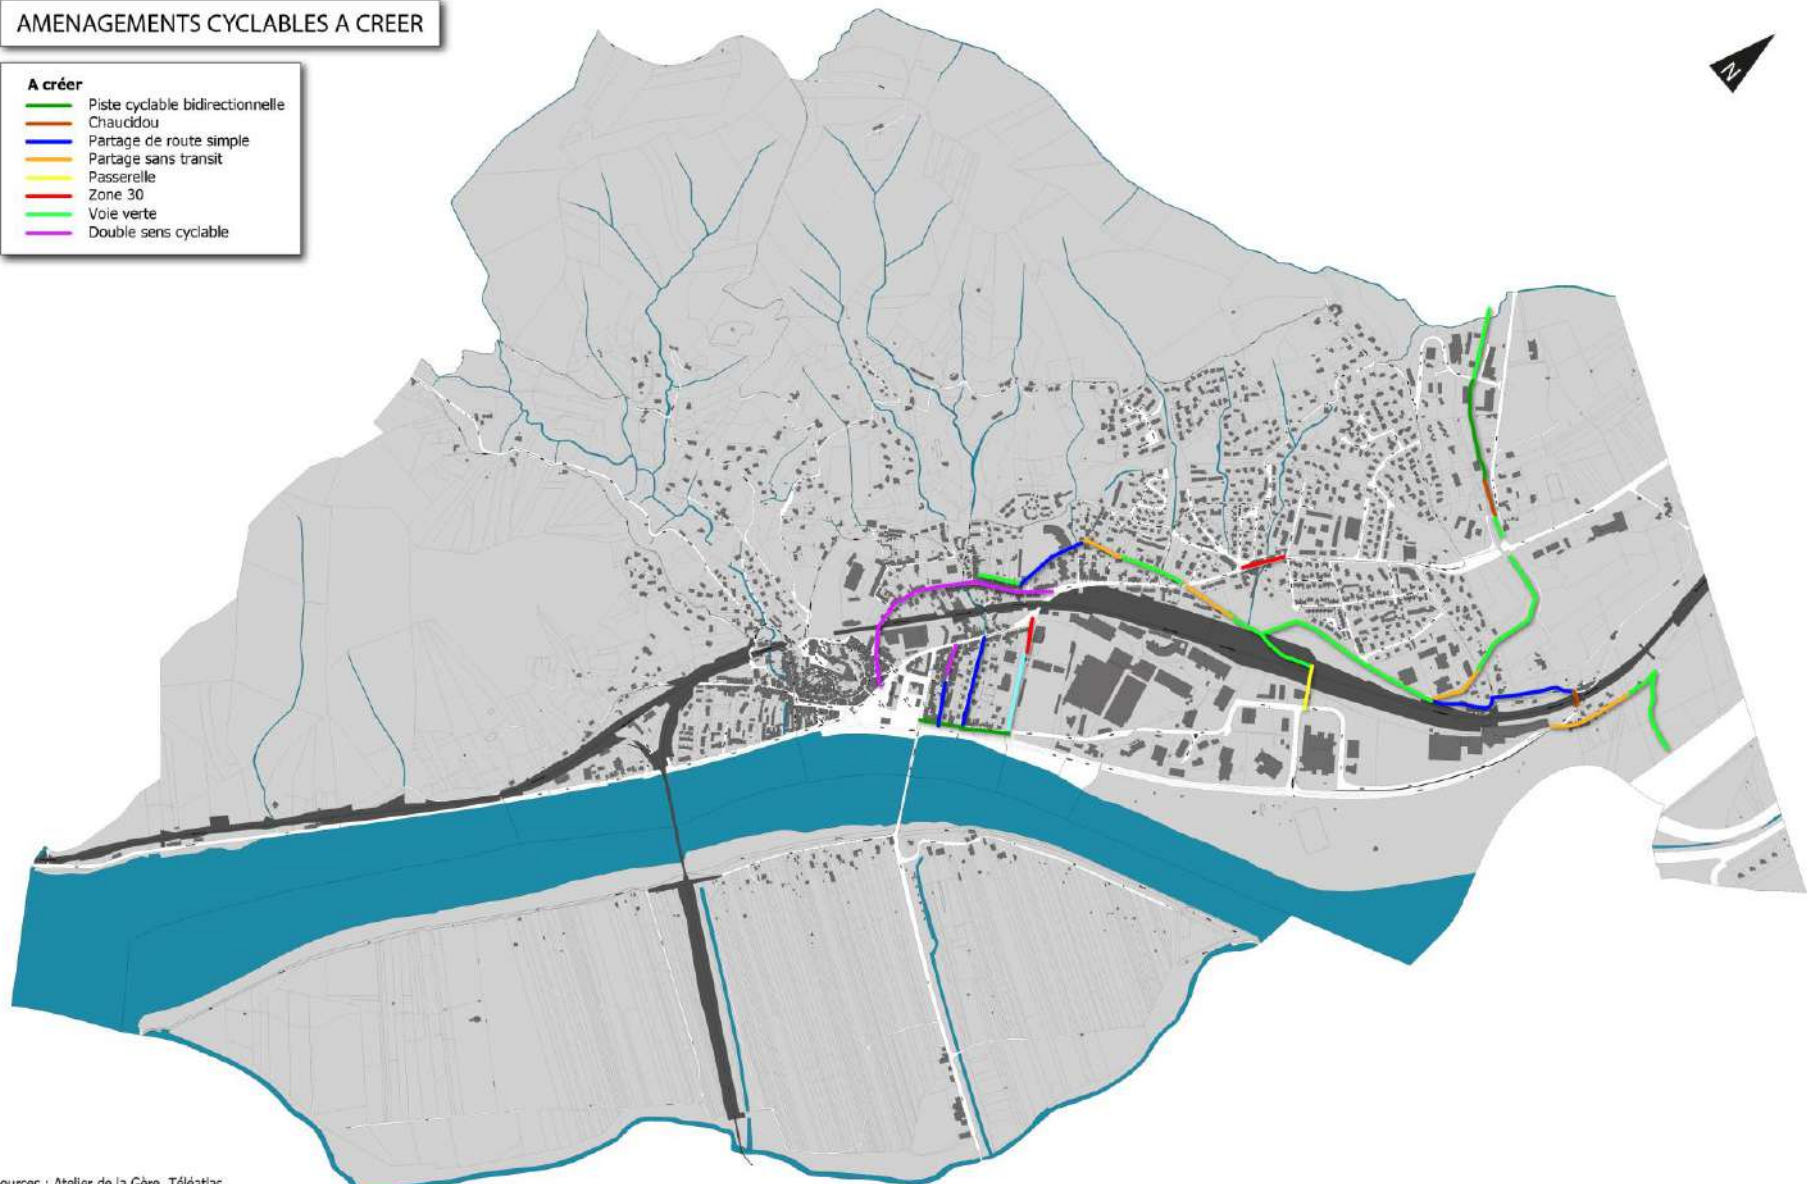 AMENAGEMENTS CYCLABLES A CREER
A créer
Piste cyclable bidirectionnelle
Chaucidou
Partage de route simple
Partage sans transit
Passerelle
Zone 30
Voie verte
Double sens cyclable
N
ources : Atelier de la Gère, Téléatlas